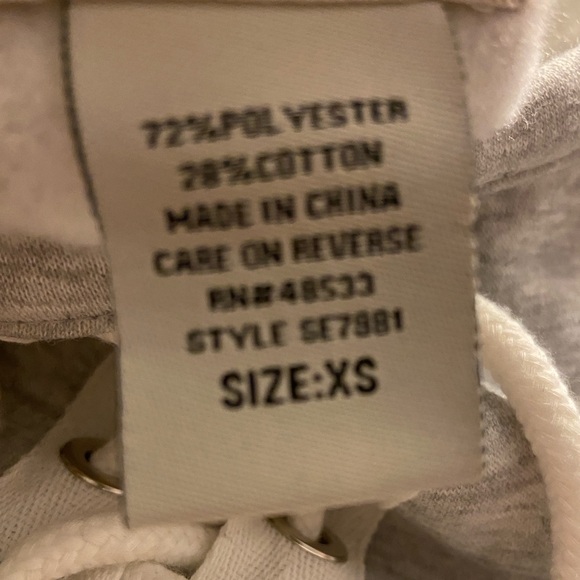 72%POLYESTER
28%COTTON
MADE IN CHINA
CARE ON REVERSE
RN#48533
STYLE SE7881
SIZE:XS